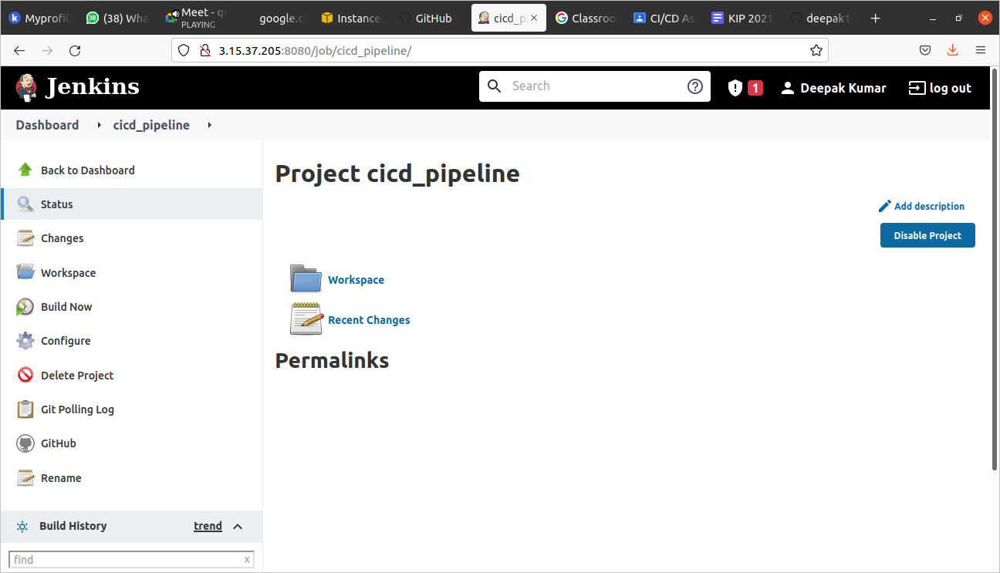 Myprofil (38) Wha Meet - qu google.c Instance GitHub cicd_pi Classroo CI/CD As KIP 2021 deepak1
PLAYING
3.15.37.205:8080/job/cicd_pipeline/
Jenkins Search 1 Deepak Kumar log out
Dashboard cicd_pipeline
Back to Dashboard
Status
Changes
Workspace
Build Now
Configure
Delete Project
Git Polling Log
GitHub
Rename
Build History trend
find x
Project cicd_pipeline
Add description
Disable Project
Workspace
Recent Changes
Permalinks